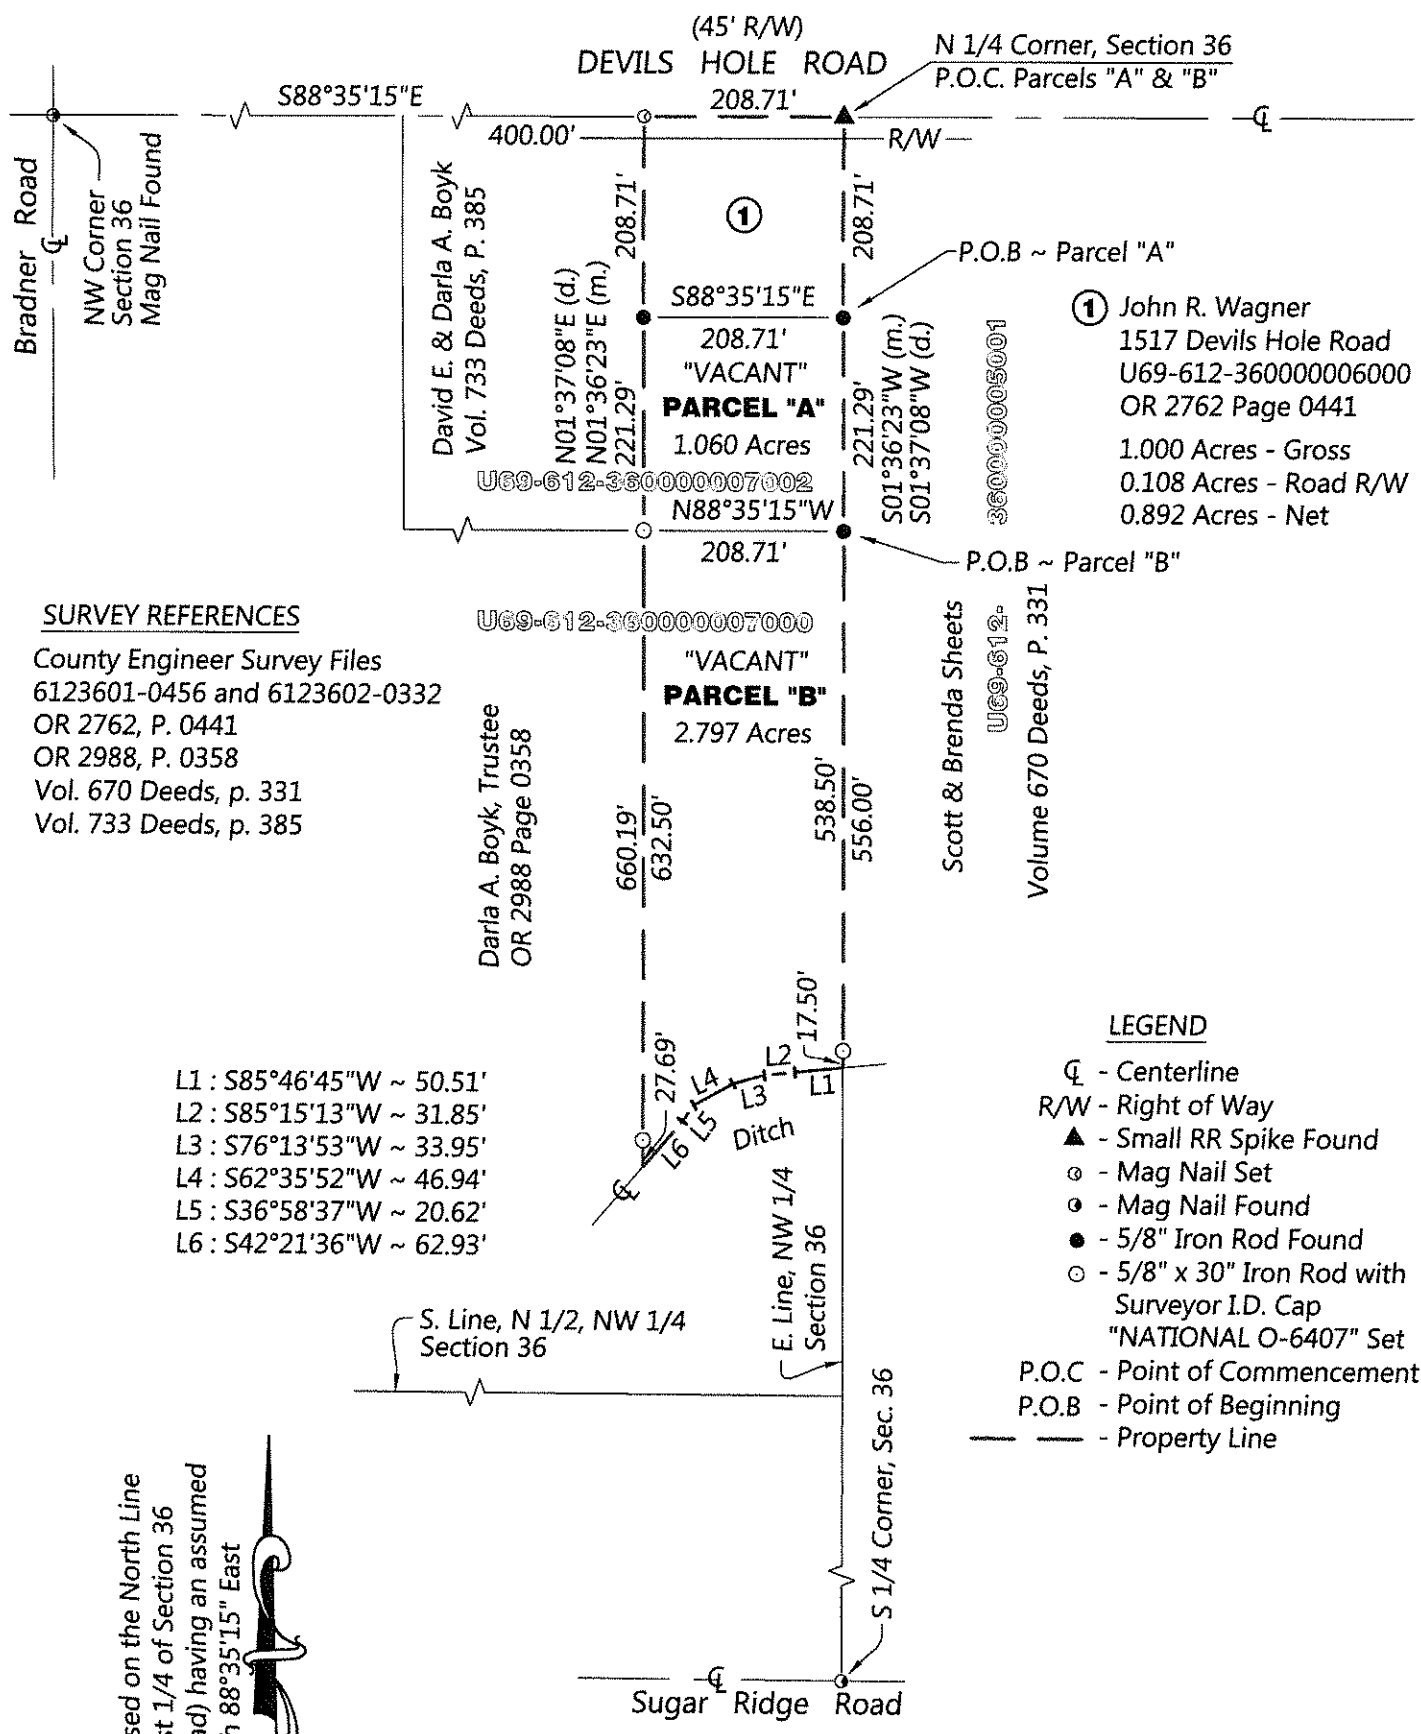 (45' R/W)
DEVILS HOLE ROAD
208.71'
N 1/4 Corner, Section 36
P.O.C. Parcels "A" & "B"
S88°35'15"E
400.00'
R/W
℄
Bradner Road
℄
NW Corner
Section 36
Mag Nail Found
David E. & Darla A. Boyk
Vol. 733 Deeds, P. 385
208.71'
①
208.71'
P.O.B ~ Parcel "A"
N01°37'08"E (d.)
N01°36'23"E (m.)
221.29'
S88°35'15"E
208.71'
"VACANT"
PARCEL "A"
1.060 Acres
221.29'
S01°36'23"W (m.)
S01°37'08"W (d.)
U69-612-360000007002
N88°35'15"W
208.71'
P.O.B ~ Parcel "B"
① John R. Wagner
1517 Devils Hole Road
U69-612-360000006000
OR 2762 Page 0441
1.000 Acres - Gross
0.108 Acres - Road R/W
0.892 Acres - Net
SURVEY REFERENCES
County Engineer Survey Files
6123601-0456 and 6123602-0332
OR 2762, P. 0441
OR 2988, P. 0358
Vol. 670 Deeds, p. 331
Vol. 733 Deeds, p. 385
U69-612-360000007000
"VACANT"
PARCEL "B"
2.797 Acres
Darla A. Boyk, Trustee
OR 2988 Page 0358
660.19'
632.50'
538.50'
556.00'
Scott & Brenda Sheets
U69-612-360000005001
Volume 670 Deeds, P. 331
27.69'
17.50'
L1
L2
L3
L4
L5
L6
Ditch
℄
L1 : S85°46'45"W ~ 50.51'
L2 : S85°15'13"W ~ 31.85'
L3 : S76°13'53"W ~ 33.95'
L4 : S62°35'52"W ~ 46.94'
L5 : S36°58'37"W ~ 20.62'
L6 : S42°21'36"W ~ 62.93'
E. Line, NW 1/4
Section 36
S. Line, N 1/2, NW 1/4
Section 36
S 1/4 Corner, Sec. 36
LEGEND
℄ - Centerline
R/W - Right of Way
▲ - Small RR Spike Found
- Mag Nail Set
- Mag Nail Found
● - 5/8" Iron Rod Found
- 5/8" x 30" Iron Rod with
Surveyor I.D. Cap
"NATIONAL O-6407" Set
P.O.C - Point of Commencement
P.O.B - Point of Beginning
- Property Line
sed on the North Line
st 1/4 of Section 36
ad) having an assumed
h 88°35'15" East
℄
Sugar Ridge Road